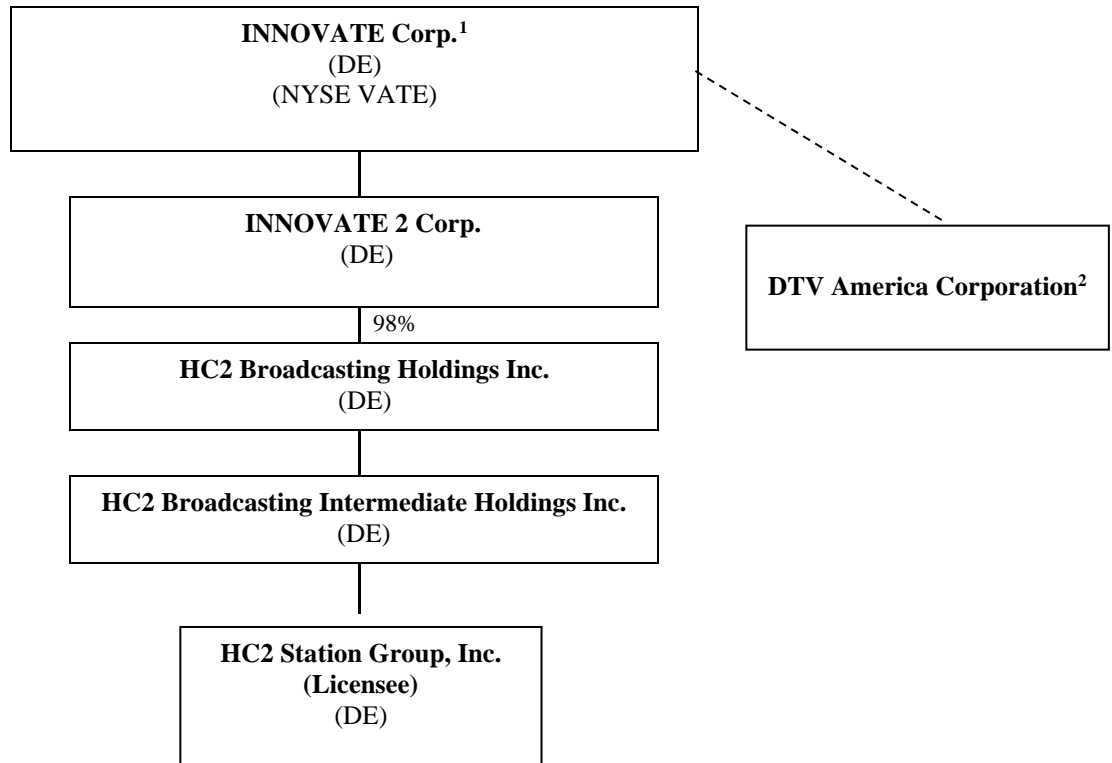 INNOVATE Corp.¹
(DE)
(NYSE VATE)
INNOVATE 2 Corp.
(DE)
DTV America Corporation²
98%
HC2 Broadcasting Holdings Inc.
(DE)
HC2 Broadcasting Intermediate Holdings Inc.
(DE)
HC2 Station Group, Inc.
(Licensee)
(DE)